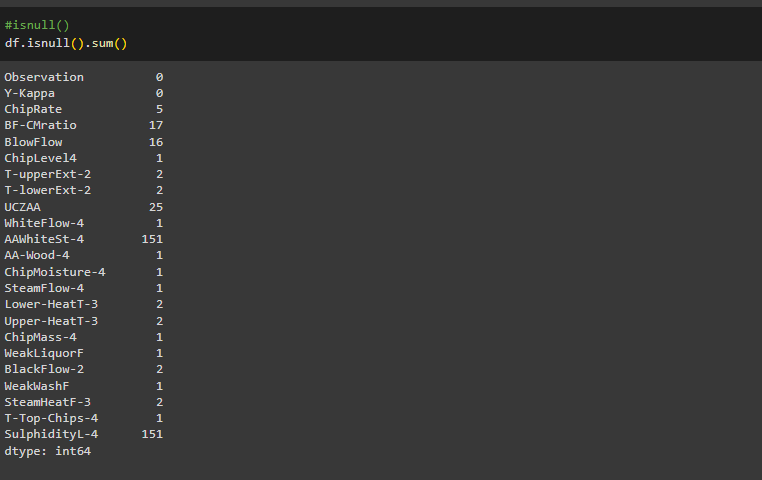 #isnull()
df.isnull().sum()
Observation 0
Y-Kappa 0
ChipRate 5
BF-CMratio 17
BlowFlow 16
ChipLevel4 1
T-upperExt-2 2
T-lowerExt-2 2
UCZAA 25
WhiteFlow-4 1
AAWhiteSt-4 151
AA-Wood-4 1
ChipMoisture-4 1
SteamFlow-4 1
Lower-HeatT-3 2
Upper-HeatT-3 2
ChipMass-4 1
WeakLiquorF 1
BlackFlow-2 2
WeakWashF 1
SteamHeatF-3 2
T-Top-Chips-4 1
SulphidityL-4 151
dtype: int64